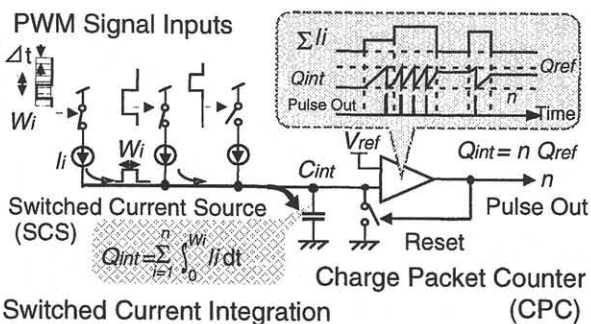 PWM Signal Inputs
Δt
Wi
Ii
Wi
ΣIi
Qref
Qint
n
Pulse Out
Time
Vref
Cint
Qint= n Qref
n
Pulse Out
Reset
Switched Current Source
(SCS)
Qint=Σ i=1 n ∫ 0 Wi Ii dt
Charge Packet Counter
(CPC)
Switched Current Integration